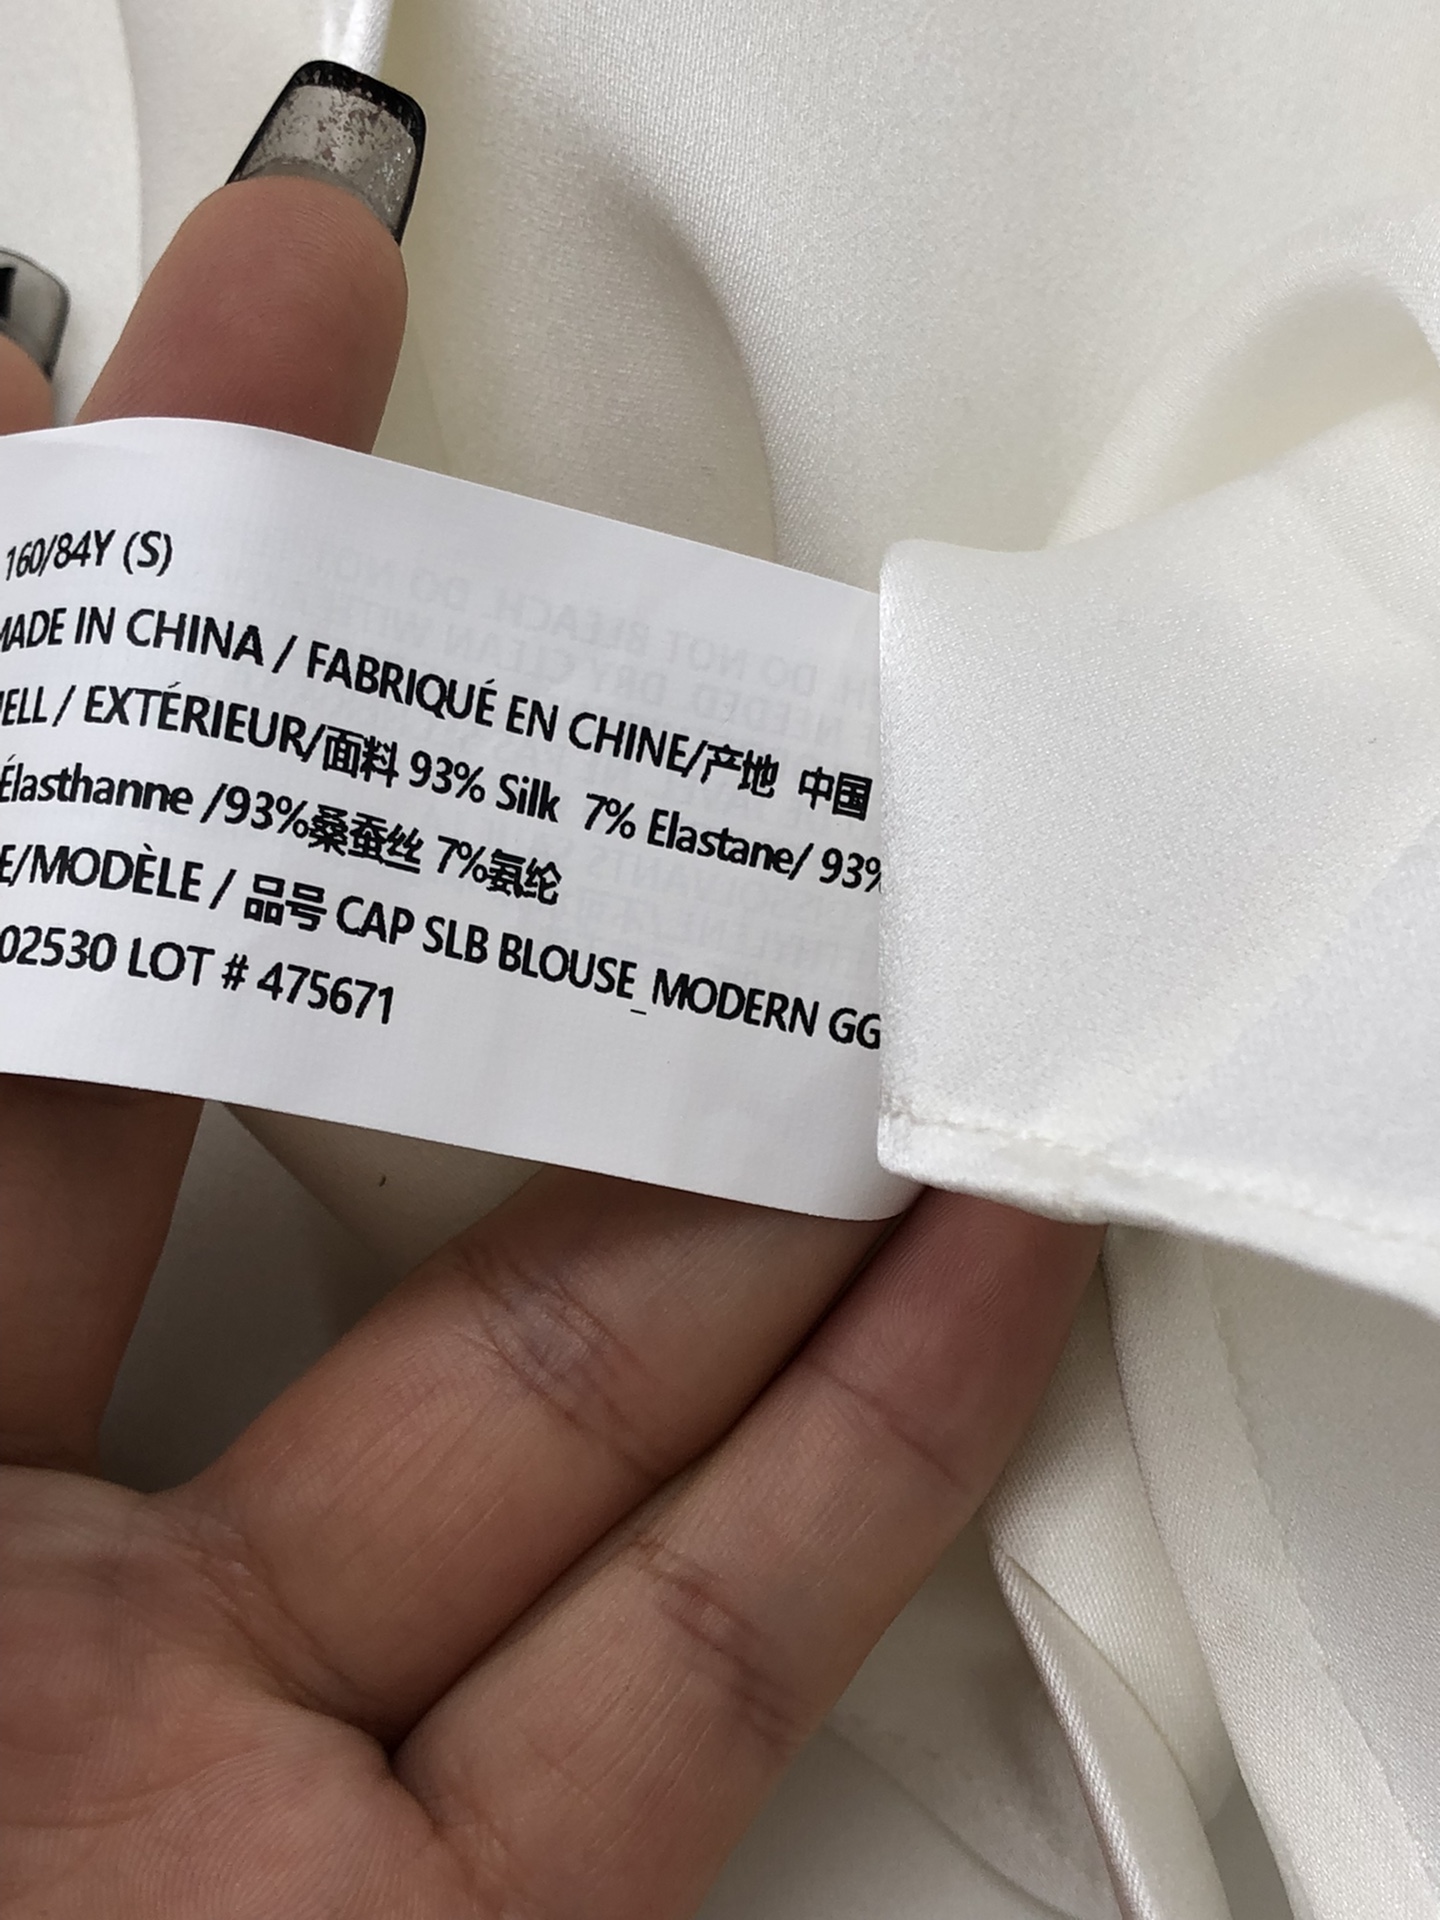 160/84Y (S)
MADE IN CHINA / FABRIQUÉ EN CHINE/产地 中国
ELL / EXTÉRIEUR/面料 93% Silk 7% Elastane/ 93%
Élasthanne /93%桑蚕丝 7%氨纶
E/MODÈLE / 品号 CAP SLB BLOUSE_MODERN GG
02530 LOT # 475671